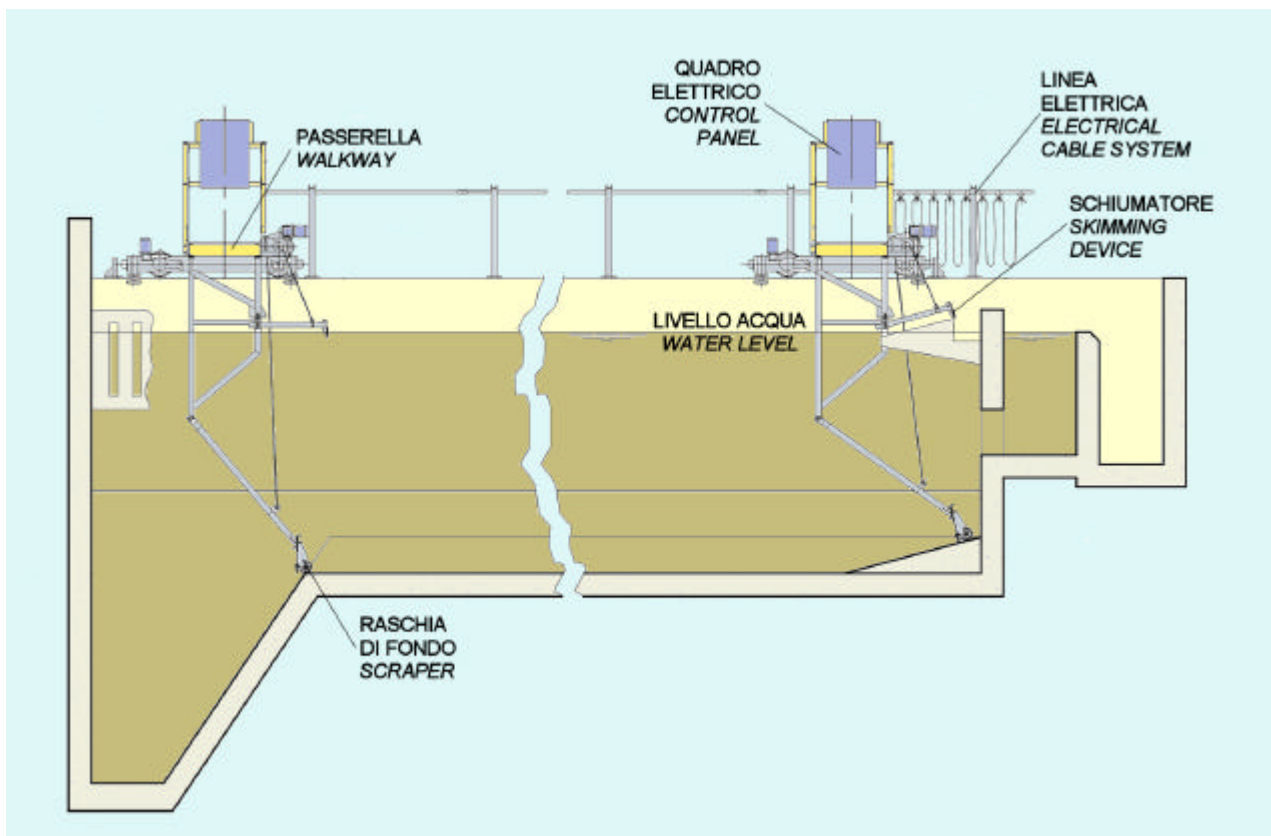 PASSERELLA
WALKWAY
QUADRO
ELETTRICO
CONTROL
PANEL
LINEA
ELETTRICA
ELECTRICAL
CABLE SYSTEM
SCHIUMATORE
SKIMMING
DEVICE
LIVELLO ACQUA
WATER LEVEL
RASCHIA
DI FONDO
SCRAPER